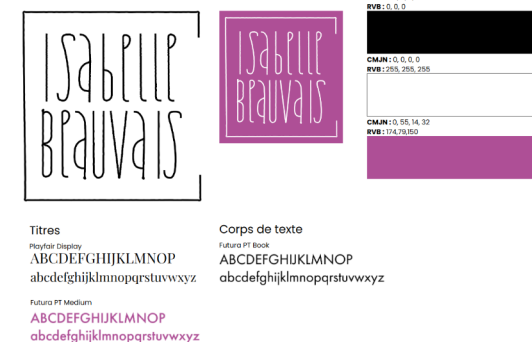 Isabelle
Beauvais
Isabelle
Beauvais
RVB : 0, 0, 0
CMJN : 0, 0, 0, 0
RVB : 255, 255, 255
CMJN : 0, 55, 14, 32
RVB : 174,79,150
Titres
Playfair Display
ABCDEFGHIJKLMNOP
abcdefghijklmnopqrstuvwxyz
Futura PT Medium
ABCDEFGHIJKLMNOP
abcdefghijklmnopqrstuvwxyz
Corps de texte
Futura PT Book
ABCDEFGHIJKLMNOP
abcdefghijklmnopqrstuvwxyz